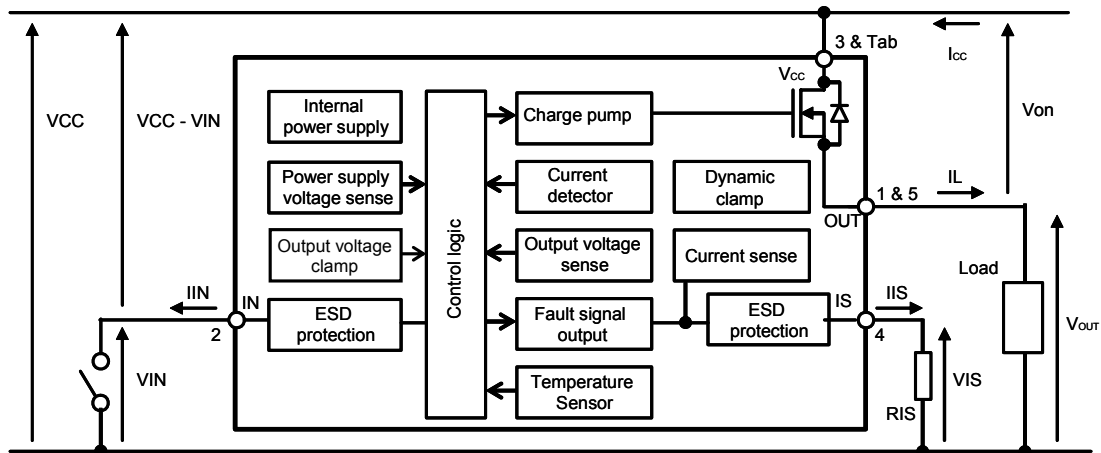 3 & Tab
ICC
VCC
VCC
VCC - VIN
Von
Internal
power supply
Charge pump
Power supply
voltage sense
Current
detector
Dynamic
clamp
IL
1 & 5
OUT
Control logic
Output voltage
clamp
Output voltage
sense
Current sense
Load
IIN
IN
IS
IIS
ESD
protection
Fault signal
output
ESD
protection
VOUT
2
4
VIN
Temperature
Sensor
VIS
RIS